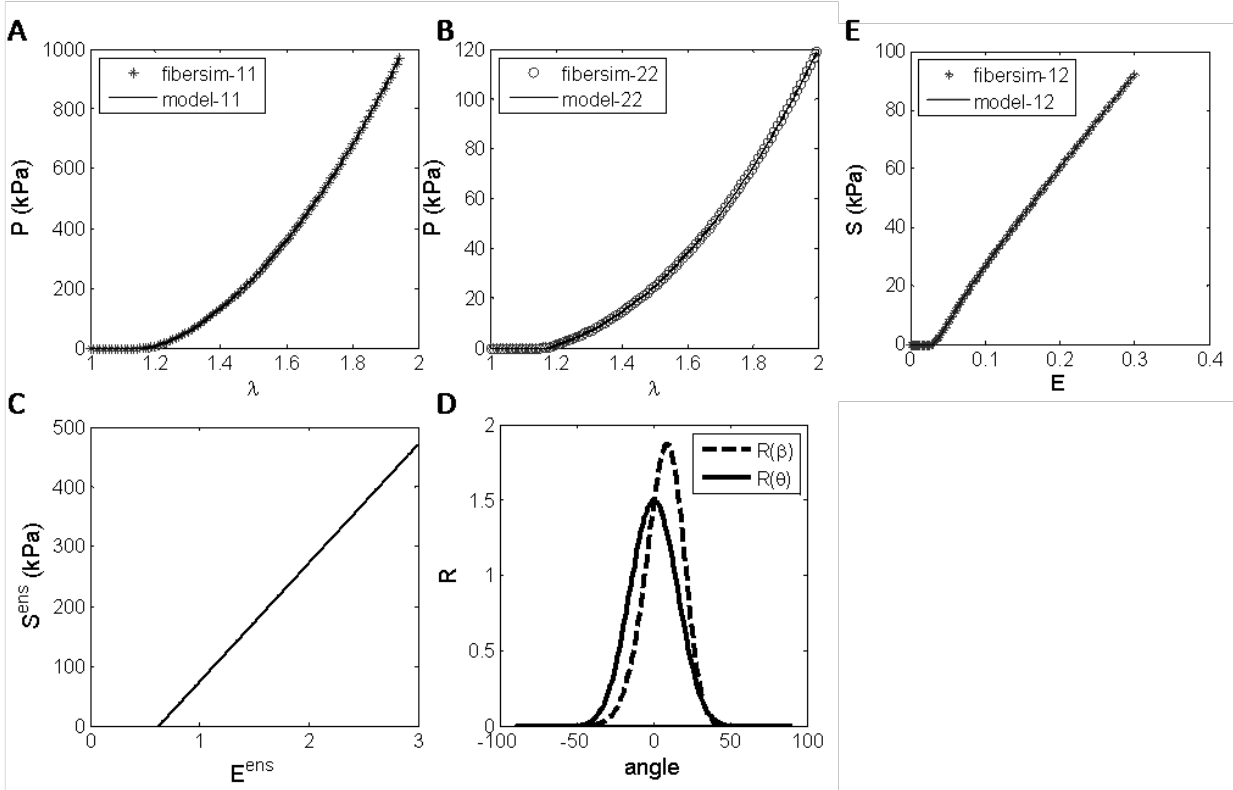 A
1000
800
600
400
200
0
P (kPa)
fibersim-11
model-11
1 1.2 1.4 1.6 1.8 2
λ
B
120
100
80
60
40
20
0
P (kPa)
fibersim-22
model-22
1 1.2 1.4 1.6 1.8 2
λ
E
100
80
60
40
20
0
S (kPa)
fibersim-12
model-12
0 0.1 0.2 0.3 0.4
E
C
500
400
300
200
100
0
S^ens (kPa)
0 1 2 3
E^ens
D
2
1.5
1
0.5
0
R
R(β)
R(θ)
-100 -50 0 50 100
angle